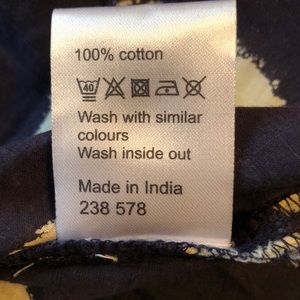 100% cotton
40
Wash with similar
colours
Wash inside out
Made in India
238 578